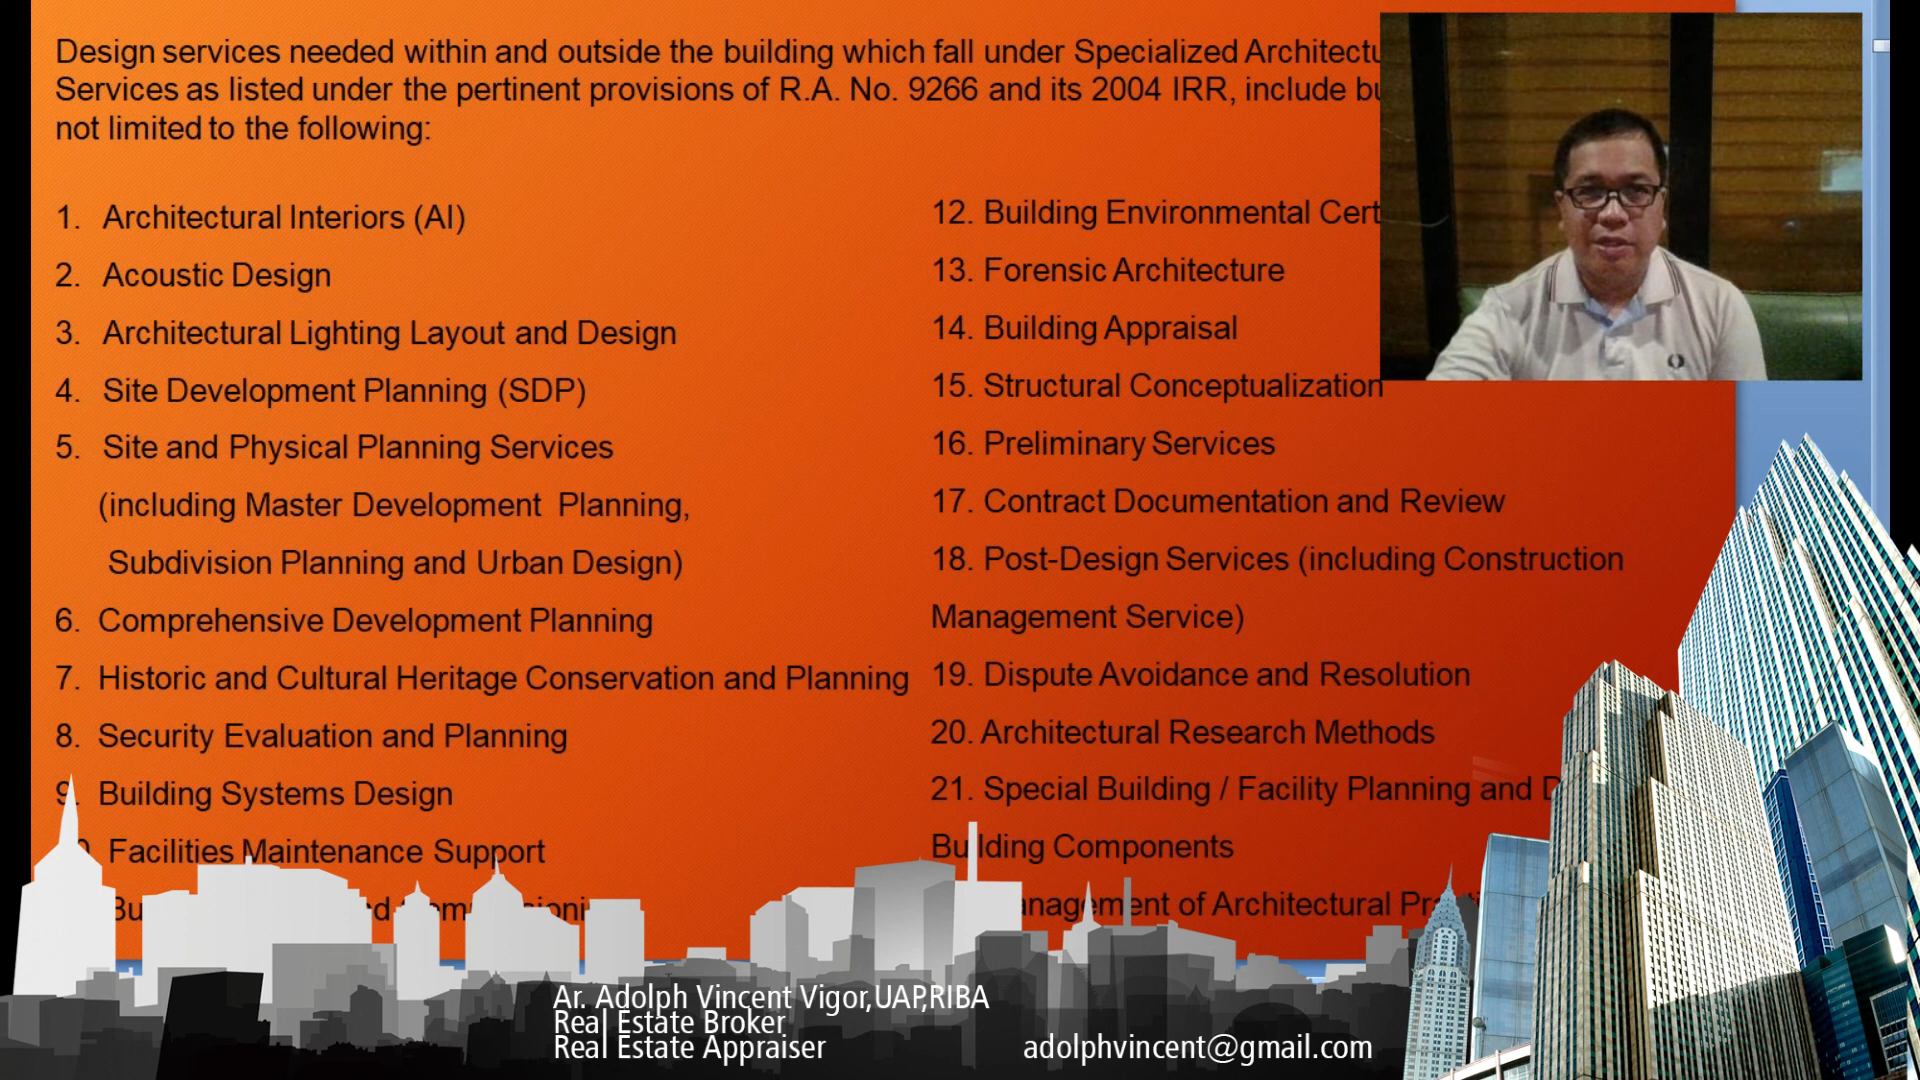 Design services needed within and outside the building which fall under Specialized
Services as listed under the pertinent provisions of R.A. No. 9266 and its 2004 IRR, include
not limited to the following:
1. Architectural Interiors (AI)
2. Acoustic Design
3. Architectural Lighting Layout and Design
4. Site Development Planning (SDP)
5. Site and Physical Planning Services
(including Master Development Planning,
Subdivision Planning and Urban Design)
6. Comprehensive Development Planning
7. Historic and Cultural Heritage Conservation and Planning
8. Security Evaluation and Planning
9. Building Systems Design
Facilities Maintenance Support
12. Building Environmental
13. Forensic Architecture
14. Building Appraisal
15. Structural Conceptualization
16. Preliminary Services
17. Contract Documentation and Review
18. Post-Design Services (including Construction
Management Service)
19. Dispute Avoidance and Resolution
20. Architectural Research Methods
21. Special Building / Facility Planning and
Building Components
of Architectural
Ar. Adolph Vincent Vigor,UAP,RIBA
Real Estate Broker
Real Estate Appraiser
adolphvincent@gmail.com